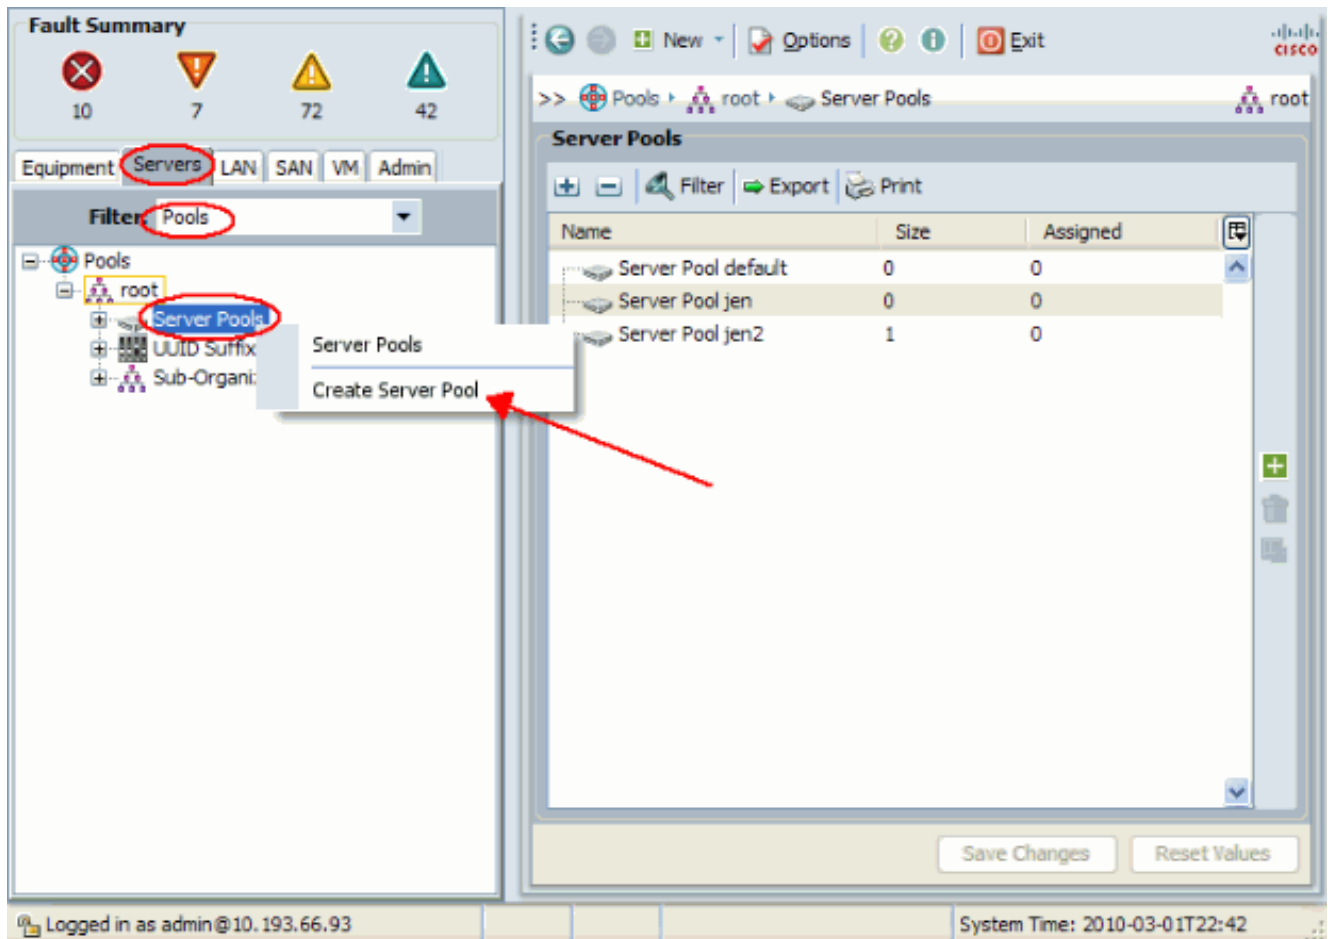 Fault Summary
10 7 72 42
Equipment Servers LAN SAN VM Admin
Filter: Pools
Pools
root
Server Pools
UUID Suffix
Sub-Organi
Server Pools
Create Server Pool
New Options Exit
CISCO
>> Pools root Server Pools root
Server Pools
Filter Export Print
Name Size Assigned
Server Pool default 0 0
Server Pool jen 0 0
Server Pool jen2 1 0
Save Changes Reset Values
Logged in as admin@10.193.66.93 System Time: 2010-03-01T22:42